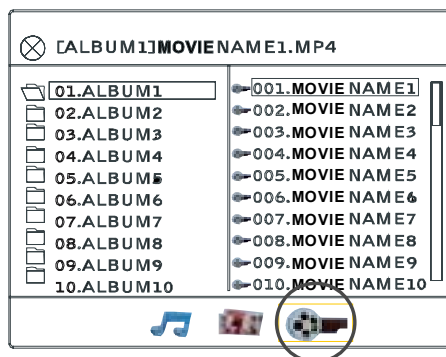 [ALBUM1]MOVIENAME1.MP4
01.ALBUM1
02.ALBUM2
03.ALBUM3
04.ALBUM4
05.ALBUM5
06.ALBUM6
07.ALBUM7
08.ALBUM8
09.ALBUM9
10.ALBUM10
001.MOVIE NAME1
002.MOVIE NAME2
003.MOVIE NAME3
004.MOVIE NAME4
005.MOVIE NAME5
006.MOVIE NAME6
007.MOVIE NAME7
008.MOVIE NAME8
009.MOVIE NAME9
010.MOVIE NAME10